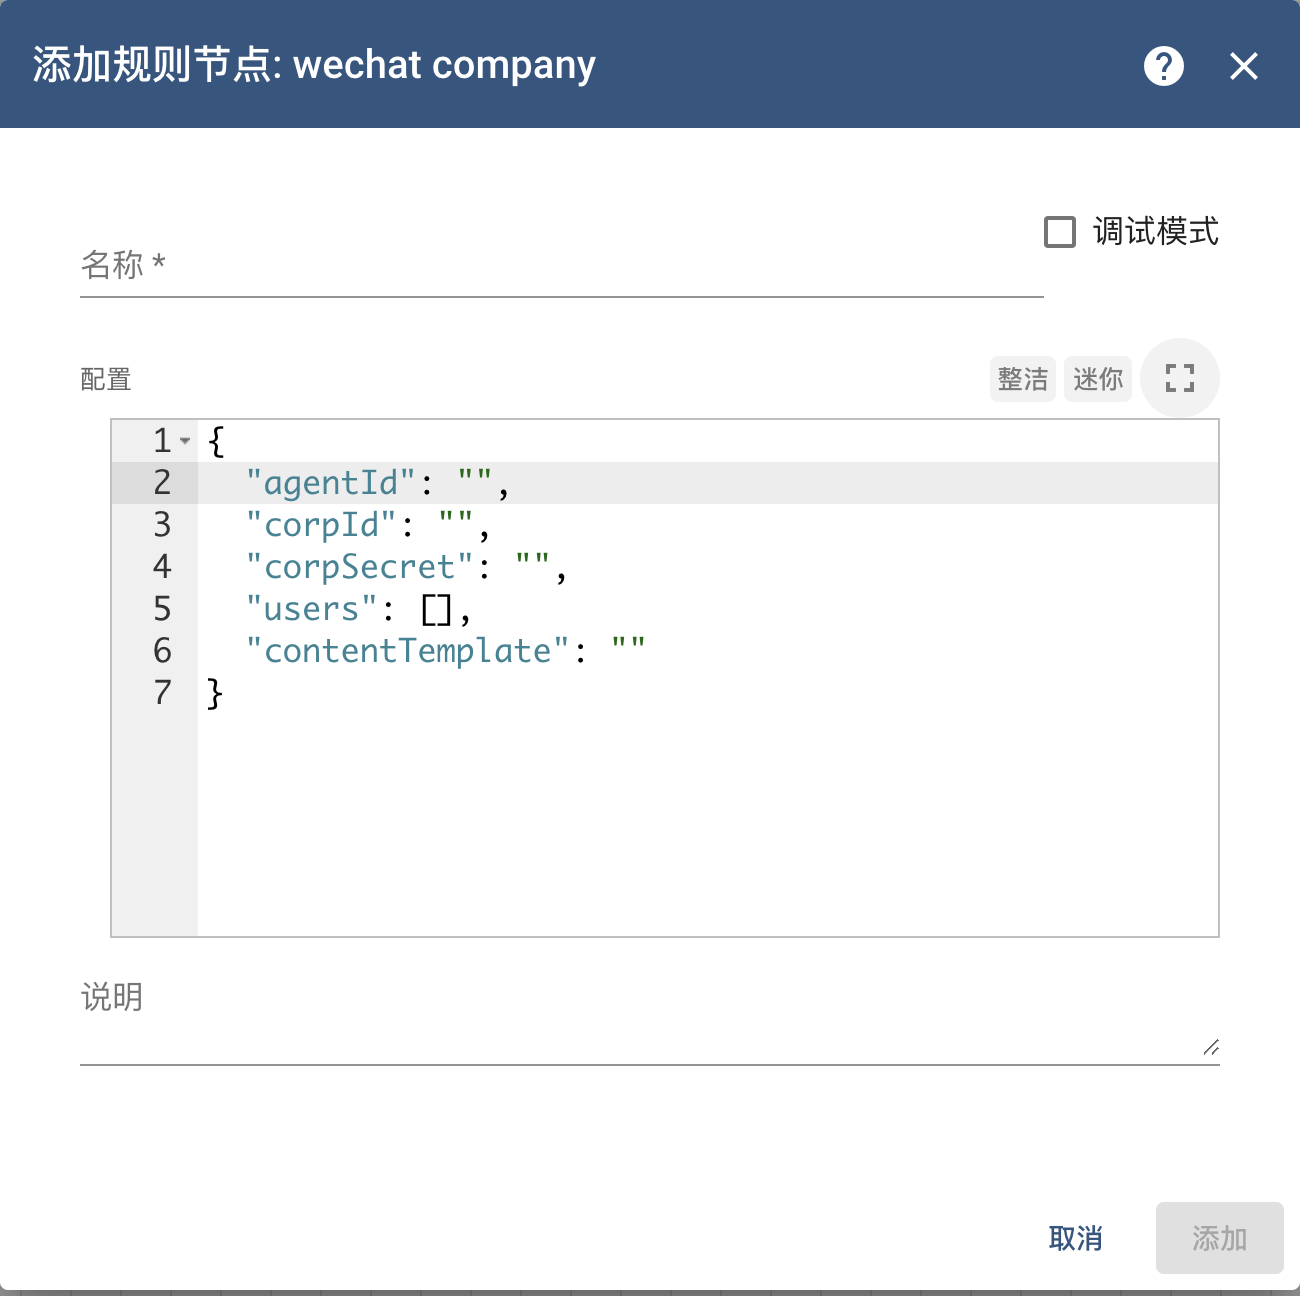 添加规则节点: wechat company
调试模式
名称 *
配置
整洁 迷你
1 {
2 "agentId": "",
3 "corpId": "",
4 "corpSecret": "",
5 "users": [],
6 "contentTemplate": ""
7 }
说明
取消 添加